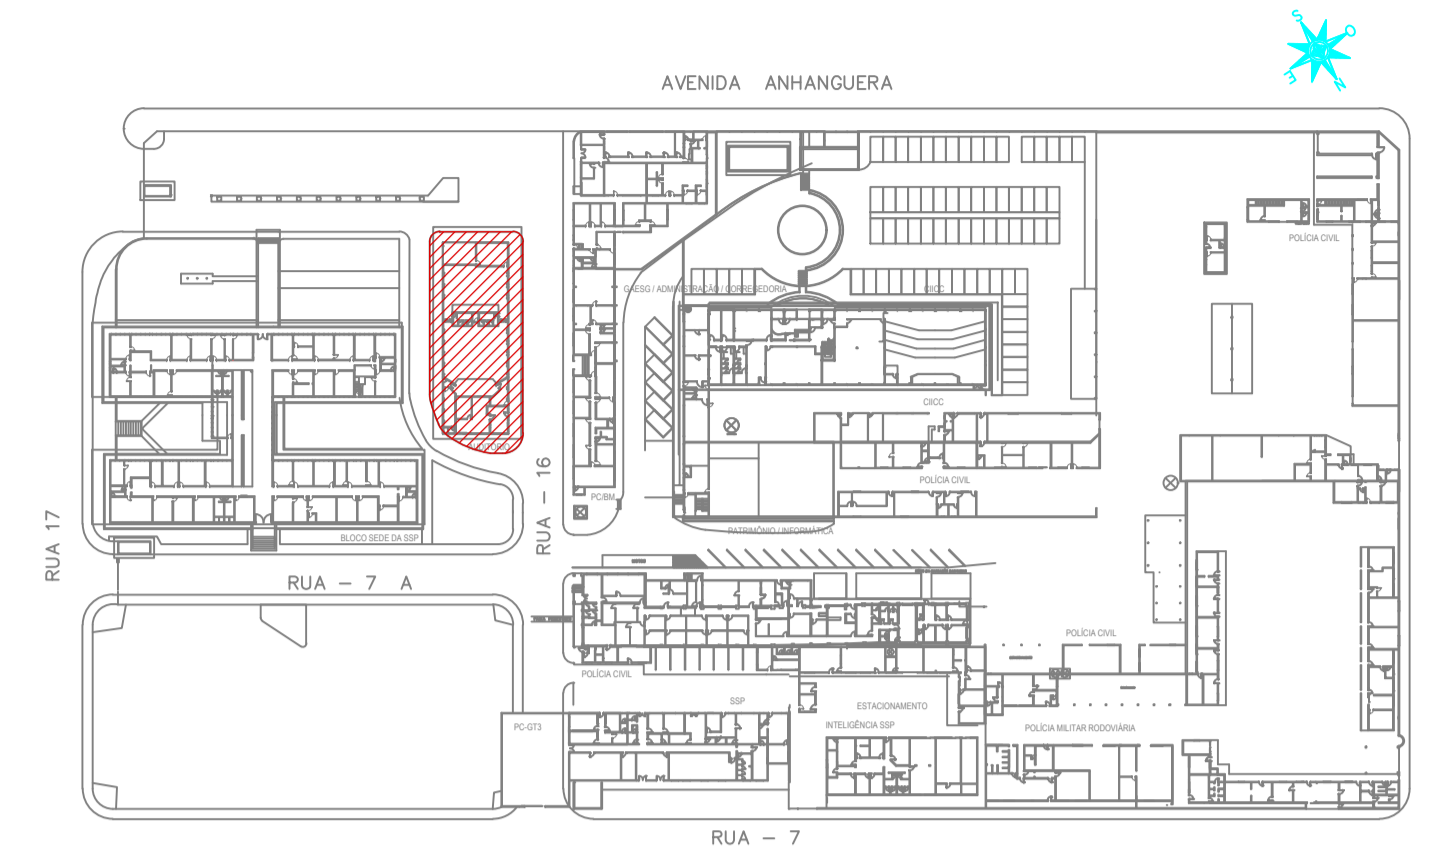 S
O
E
N
AVENIDA ANHANGUERA
POLÍCIA CIVIL
GAESG / ADMINISTRAÇÃO / CORREGEDORIA
CIICC
CIICC
AUDITÓRIO
RUA - 16
PC/BM
POLÍCIA CIVIL
RUA 17
BLOCO SEDE DA SSP
PATRIMÔNIO / INFORMÁTICA
RUA - 7 A
POLÍCIA CIVIL
POLÍCIA CIVIL
SSP
ESTACIONAMENTO
PC-GT3
INTELIGÊNCIA SSP
POLÍCIA MILITAR RODOVIÁRIA
RUA - 7